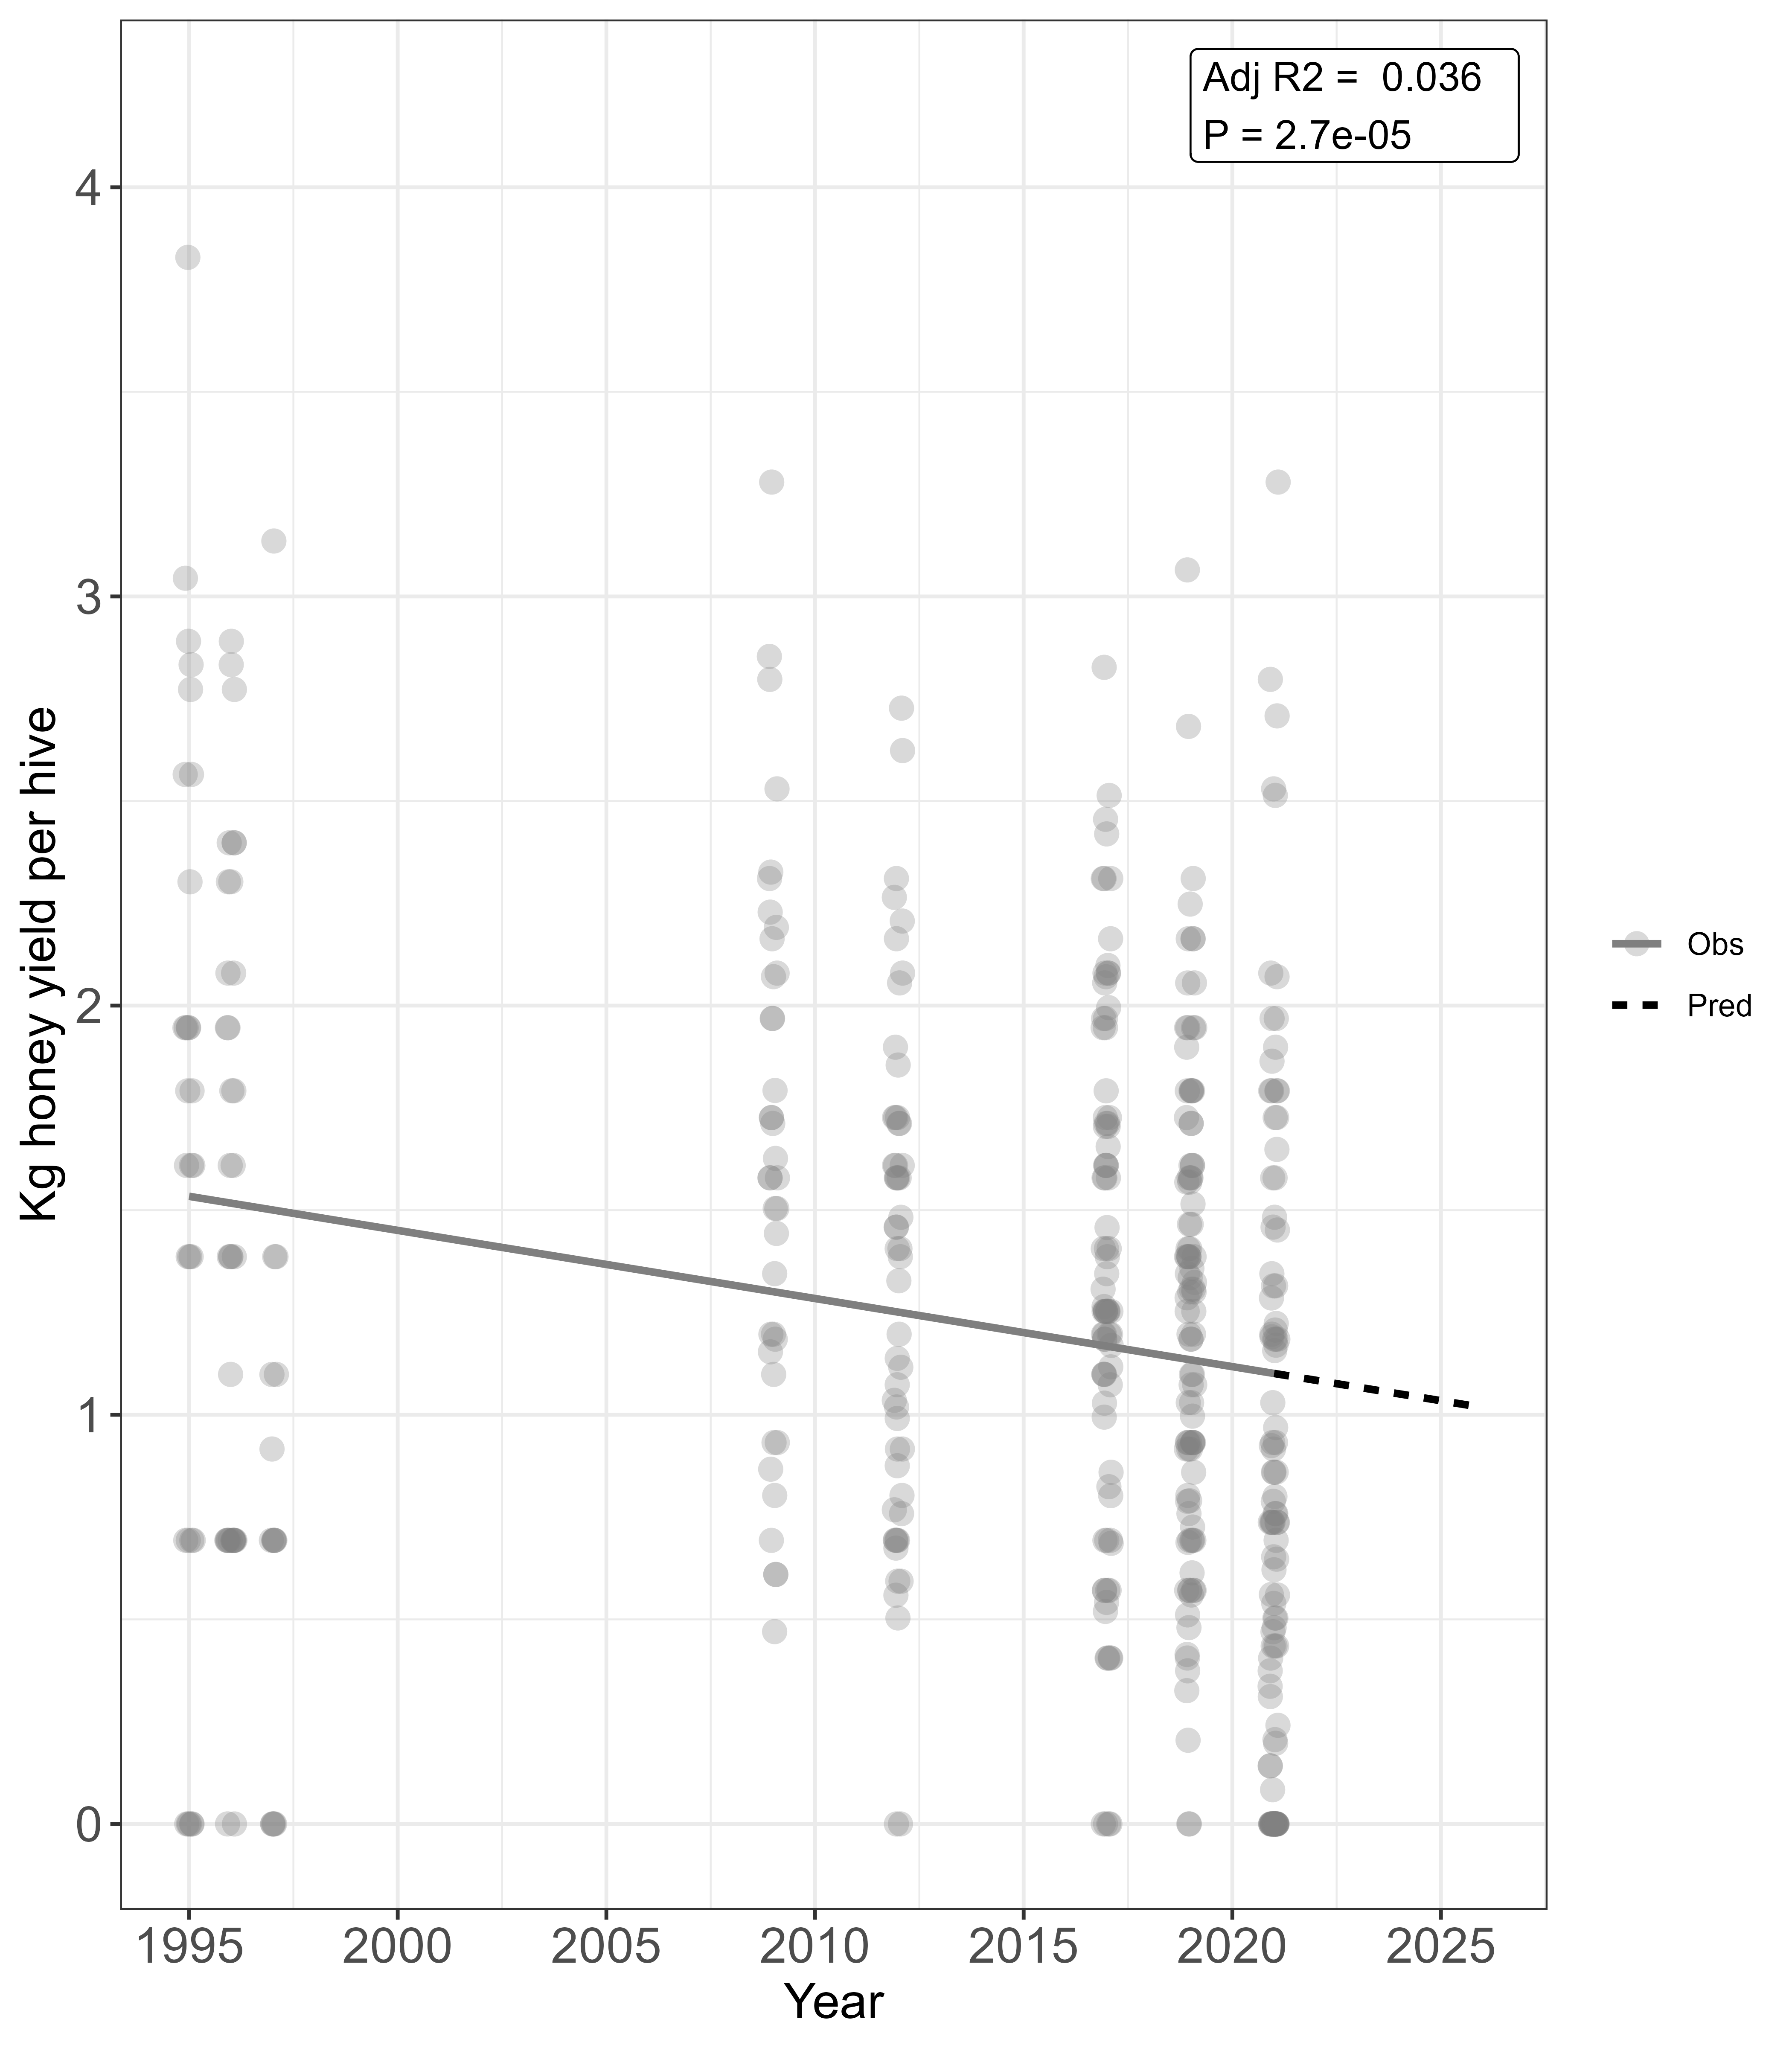 Adj R2 = 0.036
P = 2.7e-05
4
3
2
1
0
Kg honey yield per hive
1995 2000 2005 2010 2015 2020 2025
Year
Obs
Pred